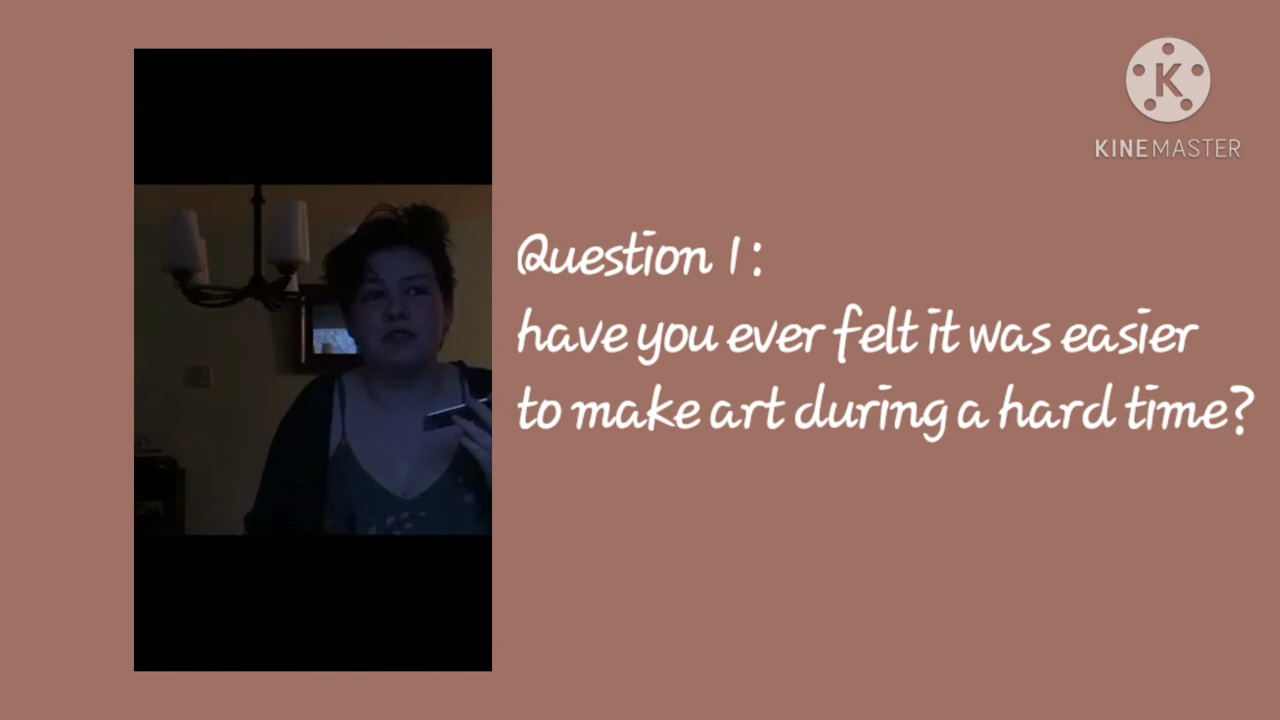 KINEMASTER
Question 1:
have you ever felt it was easier
to make art during a hard time?